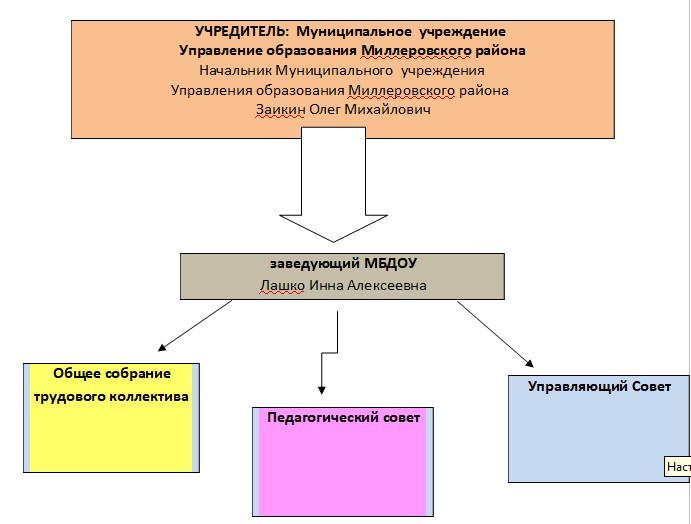 УЧРЕДИТЕЛЬ: Муниципальное учреждение
Управление образования Миллеровского района
Начальник Муниципального учреждения
Управления образования Миллеровского района
Заикин Олег Михайлович
заведующий МБДОУ
Лашко Инна Алексеевна
Общее собрание
трудового коллектива
Педагогический совет
Управляющий Совет